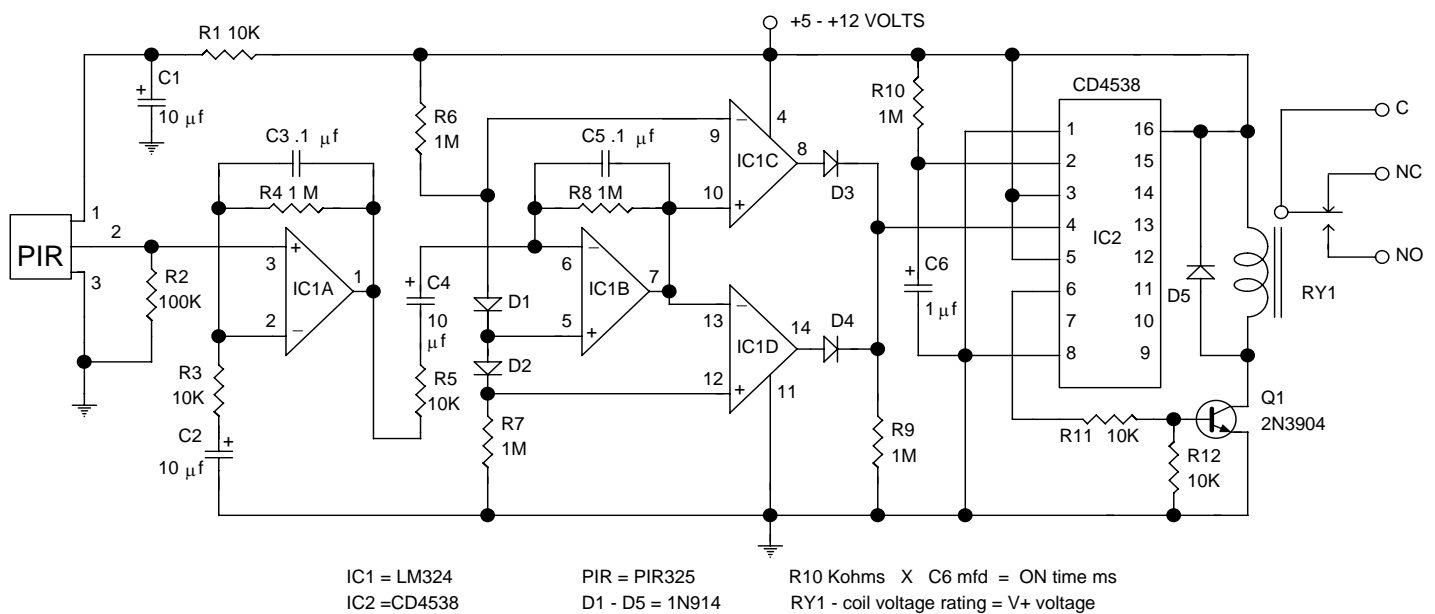 +5 - +12 VOLTS
R1 10K
C1
+
10 μf
R6
1M
C3 .1 μf
R4 1 M
C5 .1 μf
R8 1M
9
−
10
+
IC1C
4
8
D3
R10
1M
CD4538
1
2
3
4
5
6
7
8
16
15
14
13
12
11
10
9
IC2
C
NC
NO
D5
RY1
PIR
1
2
3
R2
100K
3
+
2
−
IC1A
1
+
C4
10
μf
R5
10K
D1
D2
6
−
5
+
IC1B
7
13
−
12
+
IC1D
14
11
D4
+
C6
1 μf
R3
10K
C2
+
10 μf
R7
1M
R9
1M
R11 10K
R12
10K
Q1
2N3904
IC1 = LM324 PIR = PIR325 R10 Kohms X C6 mfd = ON time ms
IC2 =CD4538 D1 - D5 = 1N914 RY1 - coil voltage rating = V+ voltage